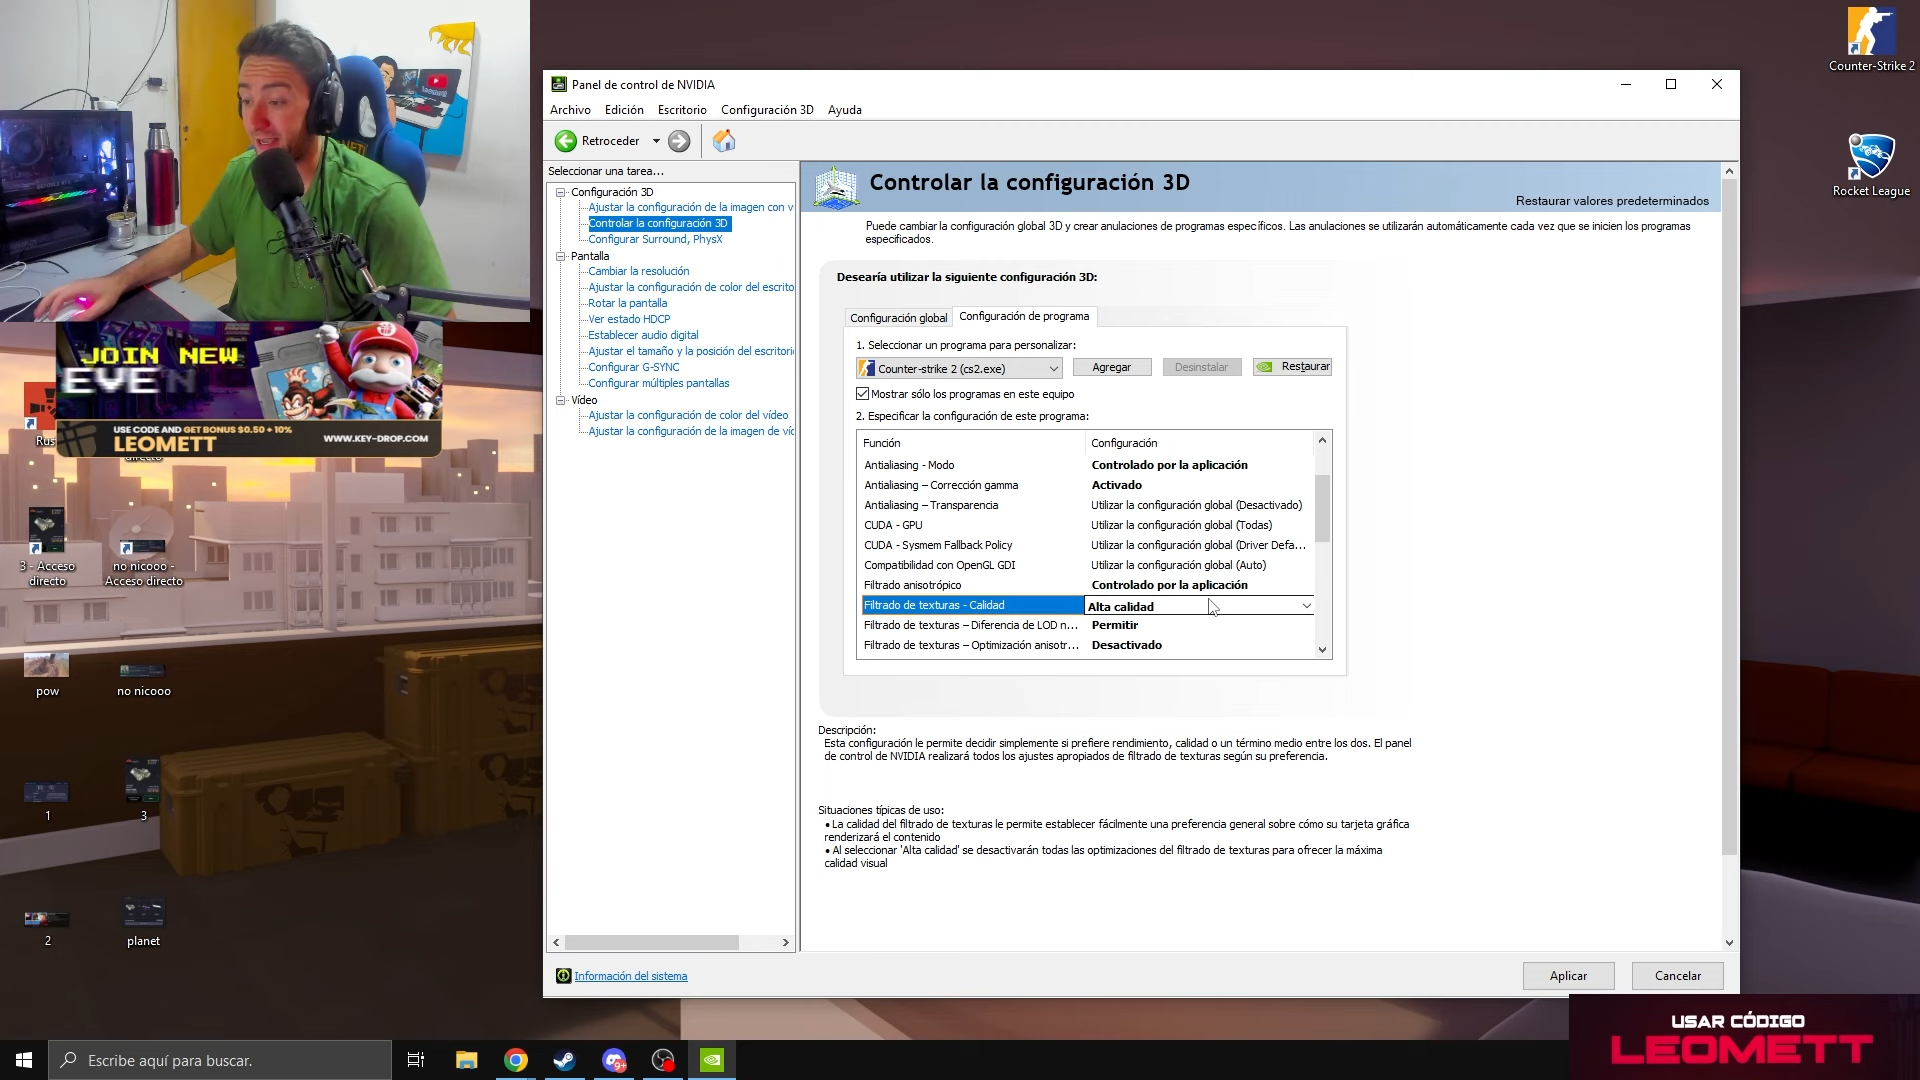 Panel de control de NVIDIA
Archivo Edición Escritorio Configuración 3D Ayuda
Retroceder
Seleccionar una tarea...
Configuración 3D
Ajustar la configuración de la imagen con v
Controlar la configuración 3D
Configurar Surround, PhysX
Pantalla
Cambiar la resolución
Ajustar la configuración de color del escrito
Rotar la pantalla
Ver estado HDCP
Establecer audio digital
Ajustar el tamaño y la posición del escritori
Configurar G-SYNC
Configurar múltiples pantallas
Vídeo
Ajustar la configuración de color del vídeo
Ajustar la configuración de la imagen de víd
Información del sistema
Controlar la configuración 3D
Restaurar valores predeterminados
Puede cambiar la configuración global 3D y crear anulaciones de programas específicos. Las anulaciones se utilizarán automáticamente cada vez que se inicien los programas
especificados.
Desearía utilizar la siguiente configuración 3D:
Configuración global Configuración de programa
1. Seleccionar un programa para personalizar:
Counter-strike 2 (cs2.exe) Agregar Desinstalar Restaurar
Mostrar sólo los programas en este equipo
2. Especificar la configuración de este programa:
Función Configuración
Antialiasing - Modo Controlado por la aplicación
Antialiasing – Corrección gamma Activado
Antialiasing – Transparencia Utilizar la configuración global (Desactivado)
CUDA - GPU Utilizar la configuración global (Todas)
CUDA - Sysmem Fallback Policy Utilizar la configuración global (Driver Defa...
Compatibilidad con OpenGL GDI Utilizar la configuración global (Auto)
Filtrado anisotrópico Controlado por la aplicación
Filtrado de texturas - Calidad Alta calidad
Filtrado de texturas – Diferencia de LOD n... Permitir
Filtrado de texturas – Optimización anisotr... Desactivado
Descripción:
Esta configuración le permite decidir simplemente si prefiere rendimiento, calidad o un término medio entre los dos. El panel
de control de NVIDIA realizará todos los ajustes apropiados de filtrado de texturas según su preferencia.
Situaciones típicas de uso:
• La calidad del filtrado de texturas le permite establecer fácilmente una preferencia general sobre cómo su tarjeta gráfica
renderizará el contenido
• Al seleccionar 'Alta calidad' se desactivarán todas las optimizaciones del filtrado de texturas para ofrecer la máxima
calidad visual
Aplicar Cancelar
Counter-Strike 2
Rocket League
JOIN NEW
EVEN
USE CODE AND GET BONUS $0.50 + 10%
LEOMETT
WWW.KEY-DROP.COM
Rus
directo
3 - Acceso
directo
no nicooo -
Acceso directo
pow
no nicooo
1
3
2
planet
Escribe aquí para buscar.
9+
USAR CÓDIGO
LEOMETT